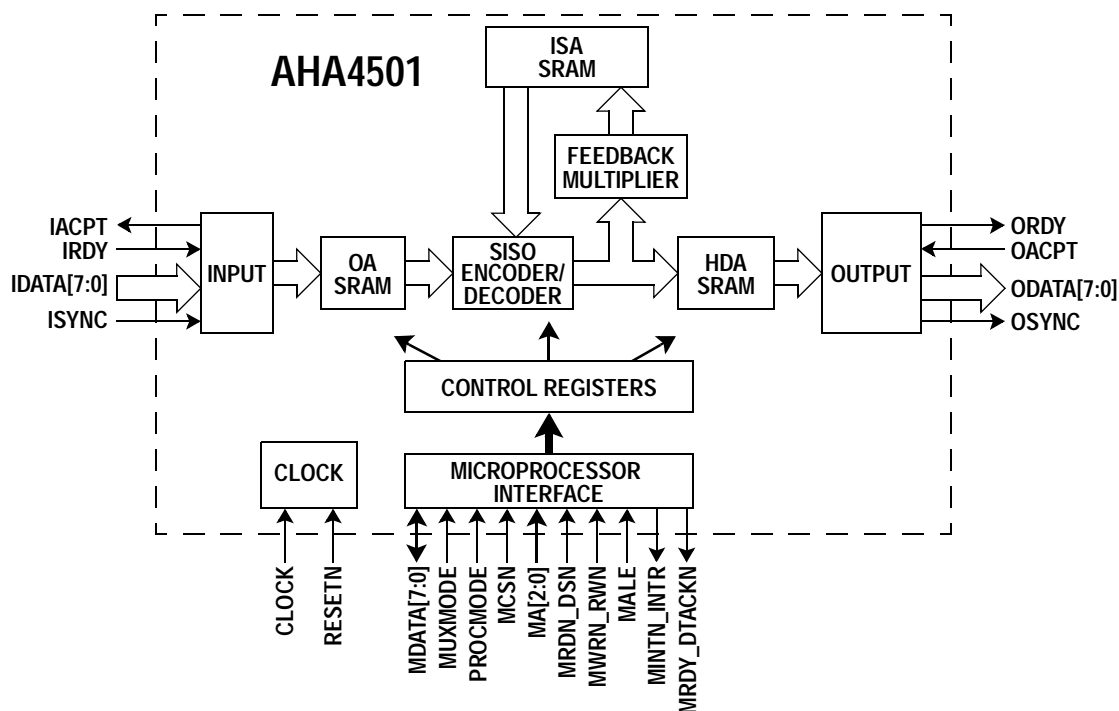 ISA
SRAM
AHA4501
FEEDBACK
MULTIPLIER
IACPT
IRDY
IDATA[7:0]
ISYNC
INPUT
OA
SRAM
SISO
ENCODER/
DECODER
HDA
SRAM
OUTPUT
ORDY
OACPT
ODATA[7:0]
OSYNC
CONTROL REGISTERS
CLOCK
MICROPROCESSOR
INTERFACE
CLOCK
RESETN
MDATA[7:0]
MUXMODE
PROCMODE
MCSN
MA[2:0]
MRDN_DSN
MWRN_RWN
MALE
MINTN_INTR
MRDY_DTACKN